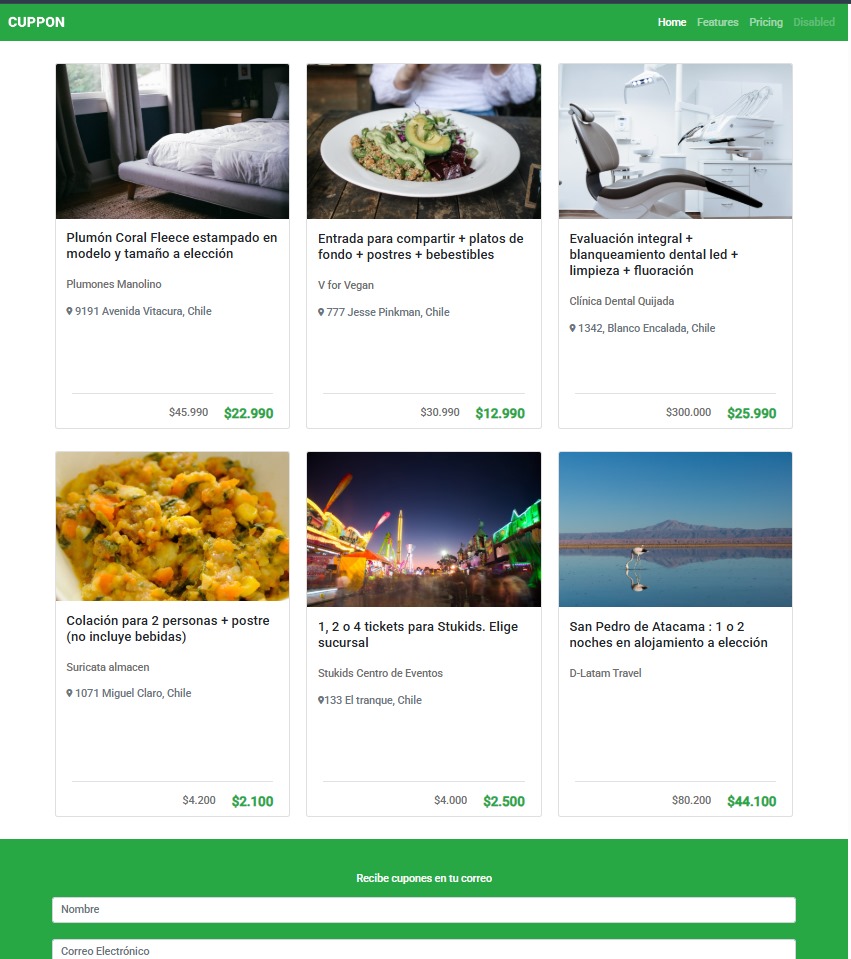 CUPPON
Home Features Pricing Disabled
Plumón Coral Fleece estampado en
modelo y tamaño a elección
Plumones Manolino
9191 Avenida Vitacura, Chile
$45.990 $22.990
Entrada para compartir + platos de
fondo + postres + bebestibles
V for Vegan
777 Jesse Pinkman, Chile
$30.990 $12.990
Evaluación integral +
blanqueamiento dental led +
limpieza + fluoración
Clínica Dental Quijada
1342, Blanco Encalada, Chile
$300.000 $25.990
Colación para 2 personas + postre
(no incluye bebidas)
Suricata almacen
1071 Miguel Claro, Chile
$4.200 $2.100
1, 2 o 4 tickets para Stukids. Elige
sucursal
Stukids Centro de Eventos
133 El tranque, Chile
$4.000 $2.500
San Pedro de Atacama : 1 o 2
noches en alojamiento a elección
D-Latam Travel
$80.200 $44.100
Recibe cupones en tu correo
Nombre
Correo Electrónico